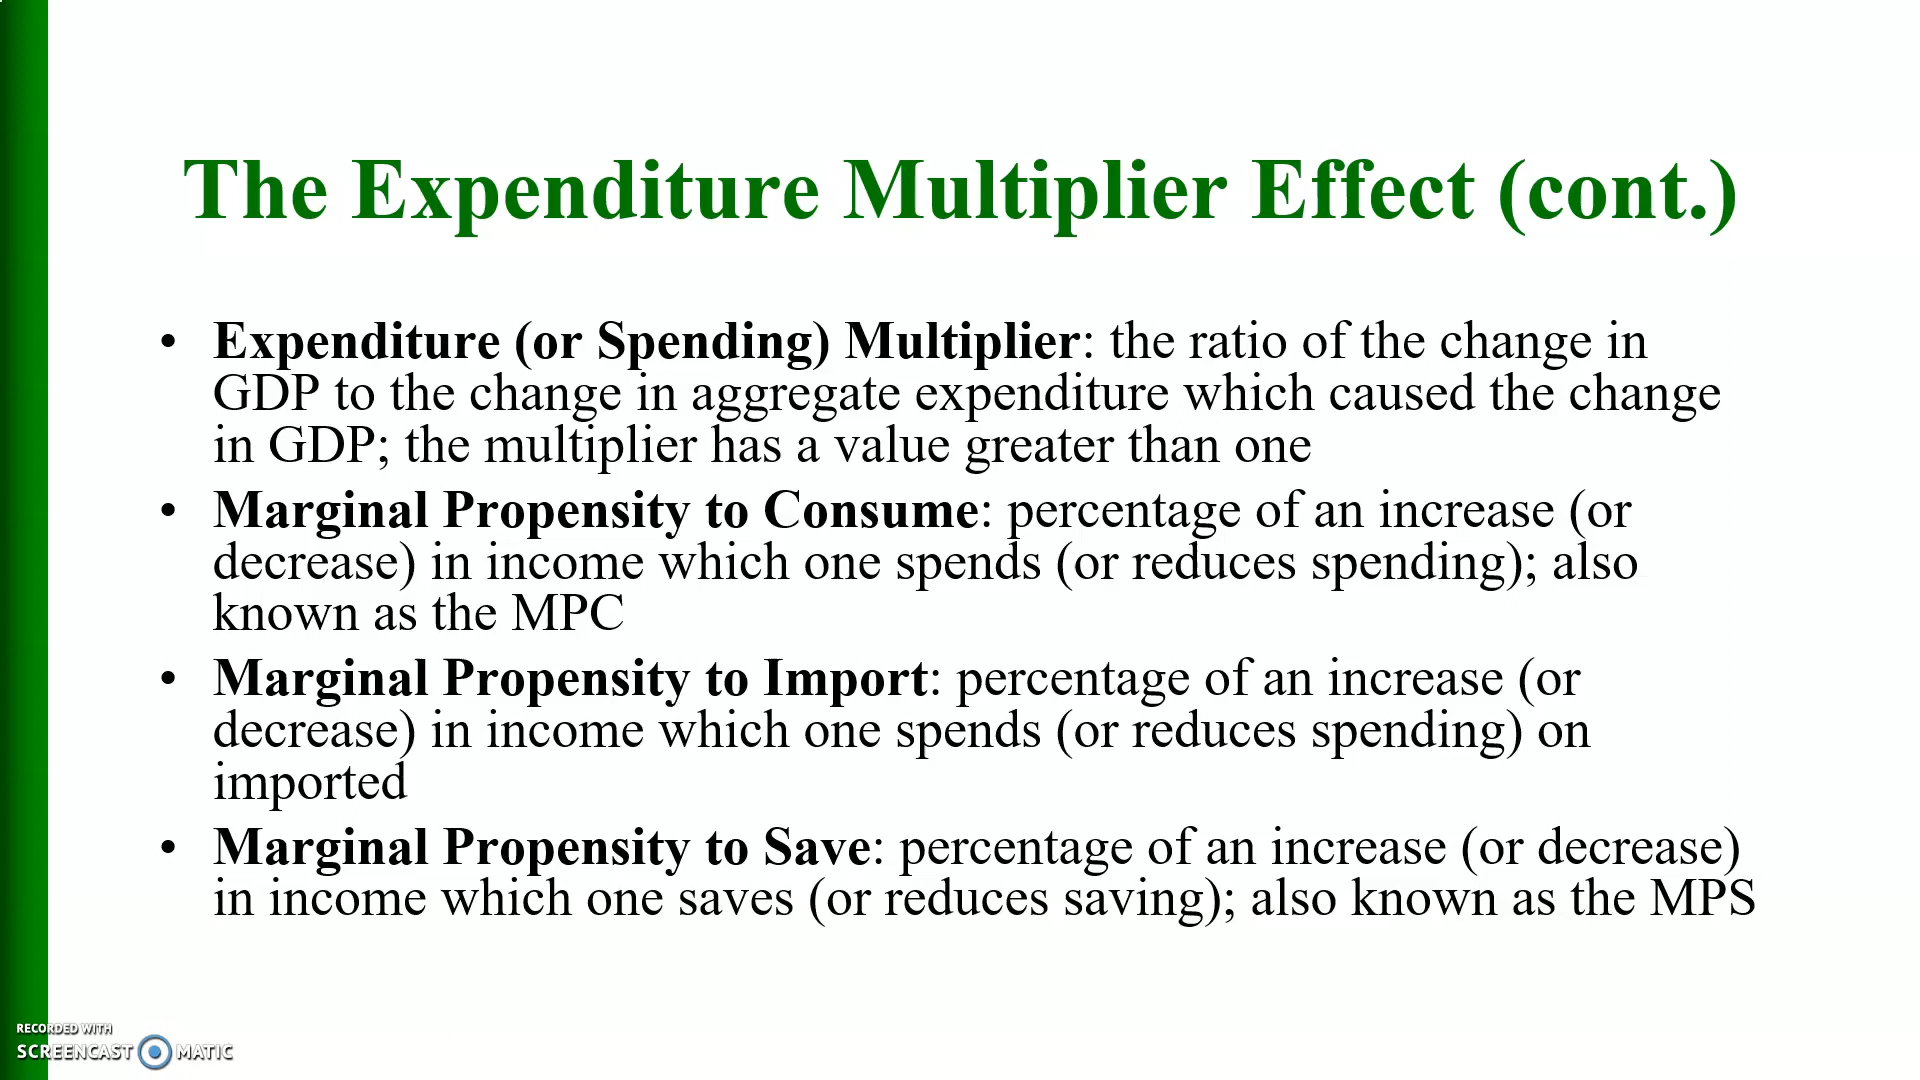 The Expenditure Multiplier Effect (cont.)
• Expenditure (or Spending) Multiplier: the ratio of the change in
GDP to the change in aggregate expenditure which caused the change
in GDP; the multiplier has a value greater than one
• Marginal Propensity to Consume: percentage of an increase (or
decrease) in income which one spends (or reduces spending); also
known as the MPC
• Marginal Propensity to Import: percentage of an increase (or
decrease) in income which one spends (or reduces spending) on
imported
• Marginal Propensity to Save: percentage of an increase (or decrease)
in income which one saves (or reduces saving); also known as the MPS
RECORDED WITH
SCREENCAST MATIC